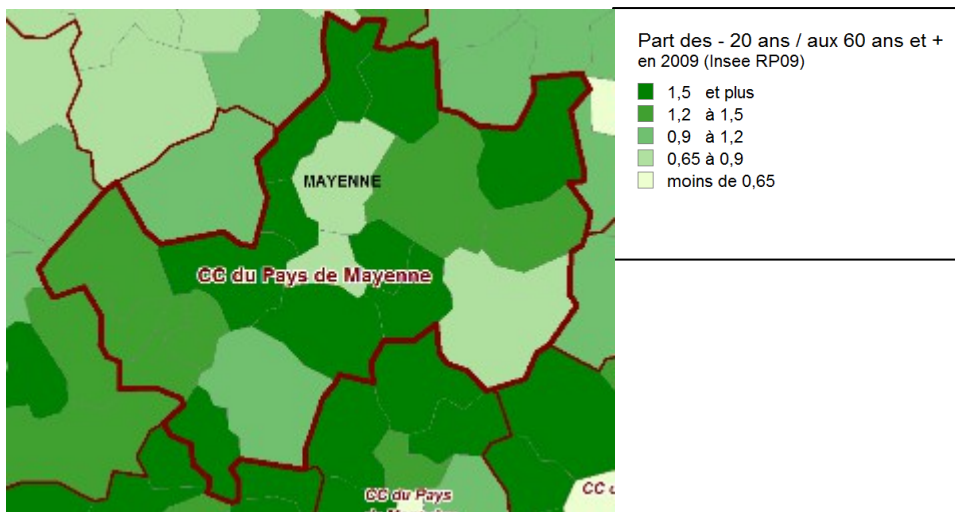 Part des - 20 ans / aux 60 ans et +
en 2009 (Insee RP09)
1,5 et plus
1,2 à 1,5
0,9 à 1,2
0,65 à 0,9
moins de 0,65
MAYENNE
CC du Pays de Mayenne
CC du Pays
CC